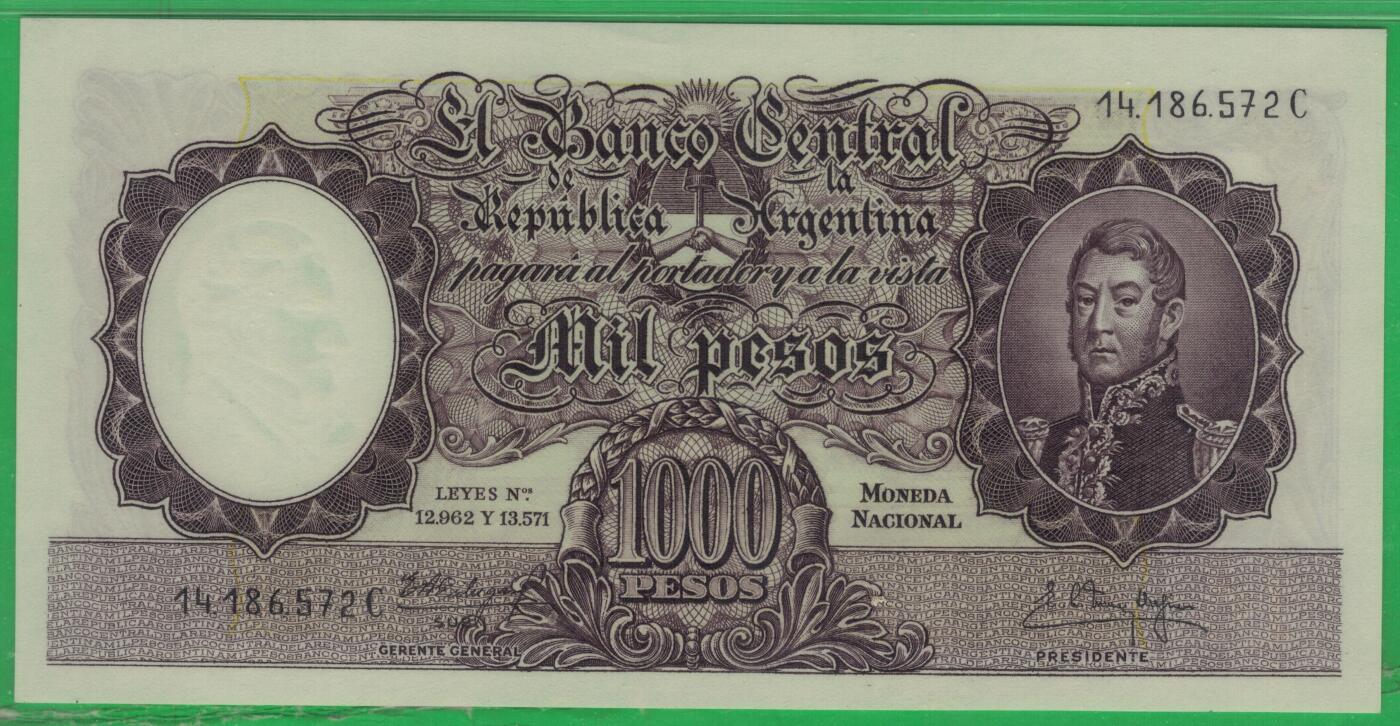 14.186.572 C
El Banco Central
de la
República Argentina
pagará al portador y a la vista
Mil pesos
LEYES Nos
12.962 Y 13.571
1000
PESOS
MONEDA
NACIONAL
14.186.572 C
GERENTE GENERAL
PRESIDENTE